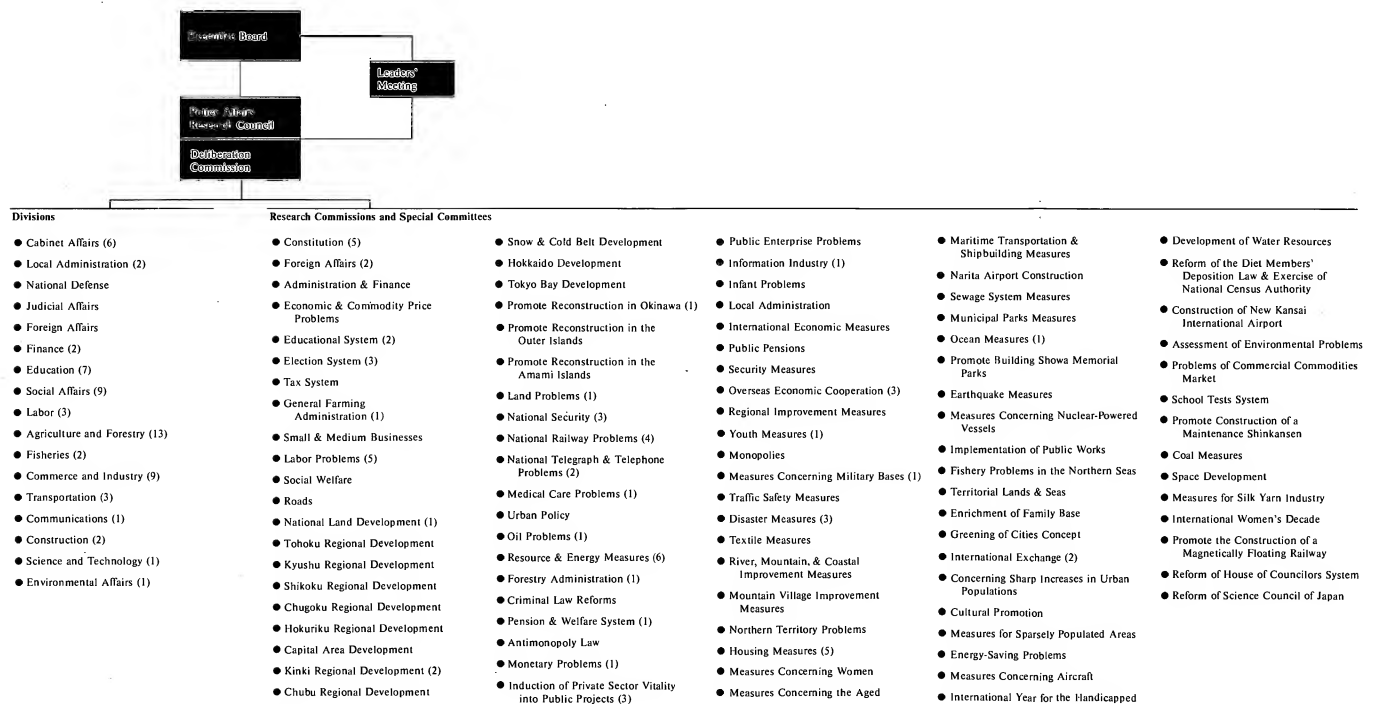 Executive Board
Leaders'
Meeting
Policy Affairs
Research Council
Deliberation
Commission
Divisions
● Cabinet Affairs (6)
● Local Administration (2)
● National Defense
● Judicial Affairs
● Foreign Affairs
● Finance (2)
● Education (7)
● Social Affairs (9)
● Labor (3)
● Agriculture and Forestry (13)
● Fisheries (2)
● Commerce and Industry (9)
● Transportation (3)
● Communications (1)
● Construction (2)
● Science and Technology (1)
● Environmental Affairs (1)
Research Commissions and Special Committees
● Constitution (5)
● Foreign Affairs (2)
● Administration & Finance
● Economic & Commodity Price
Problems
● Educational System (2)
● Election System (3)
● Tax System
● General Farming
Administration (1)
● Small & Medium Businesses
● Labor Problems (5)
● Social Welfare
● Roads
● National Land Development (1)
● Tohoku Regional Development
● Kyushu Regional Development
● Shikoku Regional Development
● Chugoku Regional Development
● Hokuriku Regional Development
● Capital Area Development
● Kinki Regional Development (2)
● Chubu Regional Development
● Snow & Cold Belt Development
● Hokkaido Development
● Tokyo Bay Development
● Promote Reconstruction in Okinawa (1)
● Promote Reconstruction in the
Outer Islands
● Promote Reconstruction in the
Amami Islands
● Land Problems (1)
● National Security (3)
● National Railway Problems (4)
● National Telegraph & Telephone
Problems (2)
● Medical Care Problems (1)
● Urban Policy
● Oil Problems (1)
● Resource & Energy Measures (6)
● Forestry Administration (1)
● Criminal Law Reforms
● Pension & Welfare System (1)
● Antimonopoly Law
● Monetary Problems (1)
● Induction of Private Sector Vitality
into Public Projects (3)
● Public Enterprise Problems
● Information Industry (1)
● Infant Problems
● Local Administration
● International Economic Measures
● Public Pensions
● Security Measures
● Overseas Economic Cooperation (3)
● Regional Improvement Measures
● Youth Measures (1)
● Monopolies
● Measures Concerning Military Bases (1)
● Traffic Safety Measures
● Disaster Measures (3)
● Textile Measures
● River, Mountain, & Coastal
Improvement Measures
● Mountain Village Improvement
Measures
● Northern Territory Problems
● Housing Measures (5)
● Measures Concerning Women
● Measures Concerning the Aged
● Maritime Transportation &
Shipbuilding Measures
● Narita Airport Construction
● Sewage System Measures
● Municipal Parks Measures
● Ocean Measures (1)
● Promote Building Showa Memorial
Parks
● Earthquake Measures
● Measures Concerning Nuclear-Powered
Vessels
● Implementation of Public Works
● Fishery Problems in the Northern Seas
● Territorial Lands & Seas
● Enrichment of Family Base
● Greening of Cities Concept
● International Exchange (2)
● Concerning Sharp Increases in Urban
Populations
● Cultural Promotion
● Measures for Sparsely Populated Areas
● Energy-Saving Problems
● Measures Concerning Aircraft
● International Year for the Handicapped
● Development of Water Resources
● Reform of the Diet Members'
Deposition Law & Exercise of
National Census Authority
● Construction of New Kansai
International Airport
● Assessment of Environmental Problems
● Problems of Commercial Commodities
Market
● School Tests System
● Promote Construction of a
Maintenance Shinkansen
● Coal Measures
● Space Development
● Measures for Silk Yarn Industry
● International Women's Decade
● Promote the Construction of a
Magnetically Floating Railway
● Reform of House of Councilors System
● Reform of Science Council of Japan